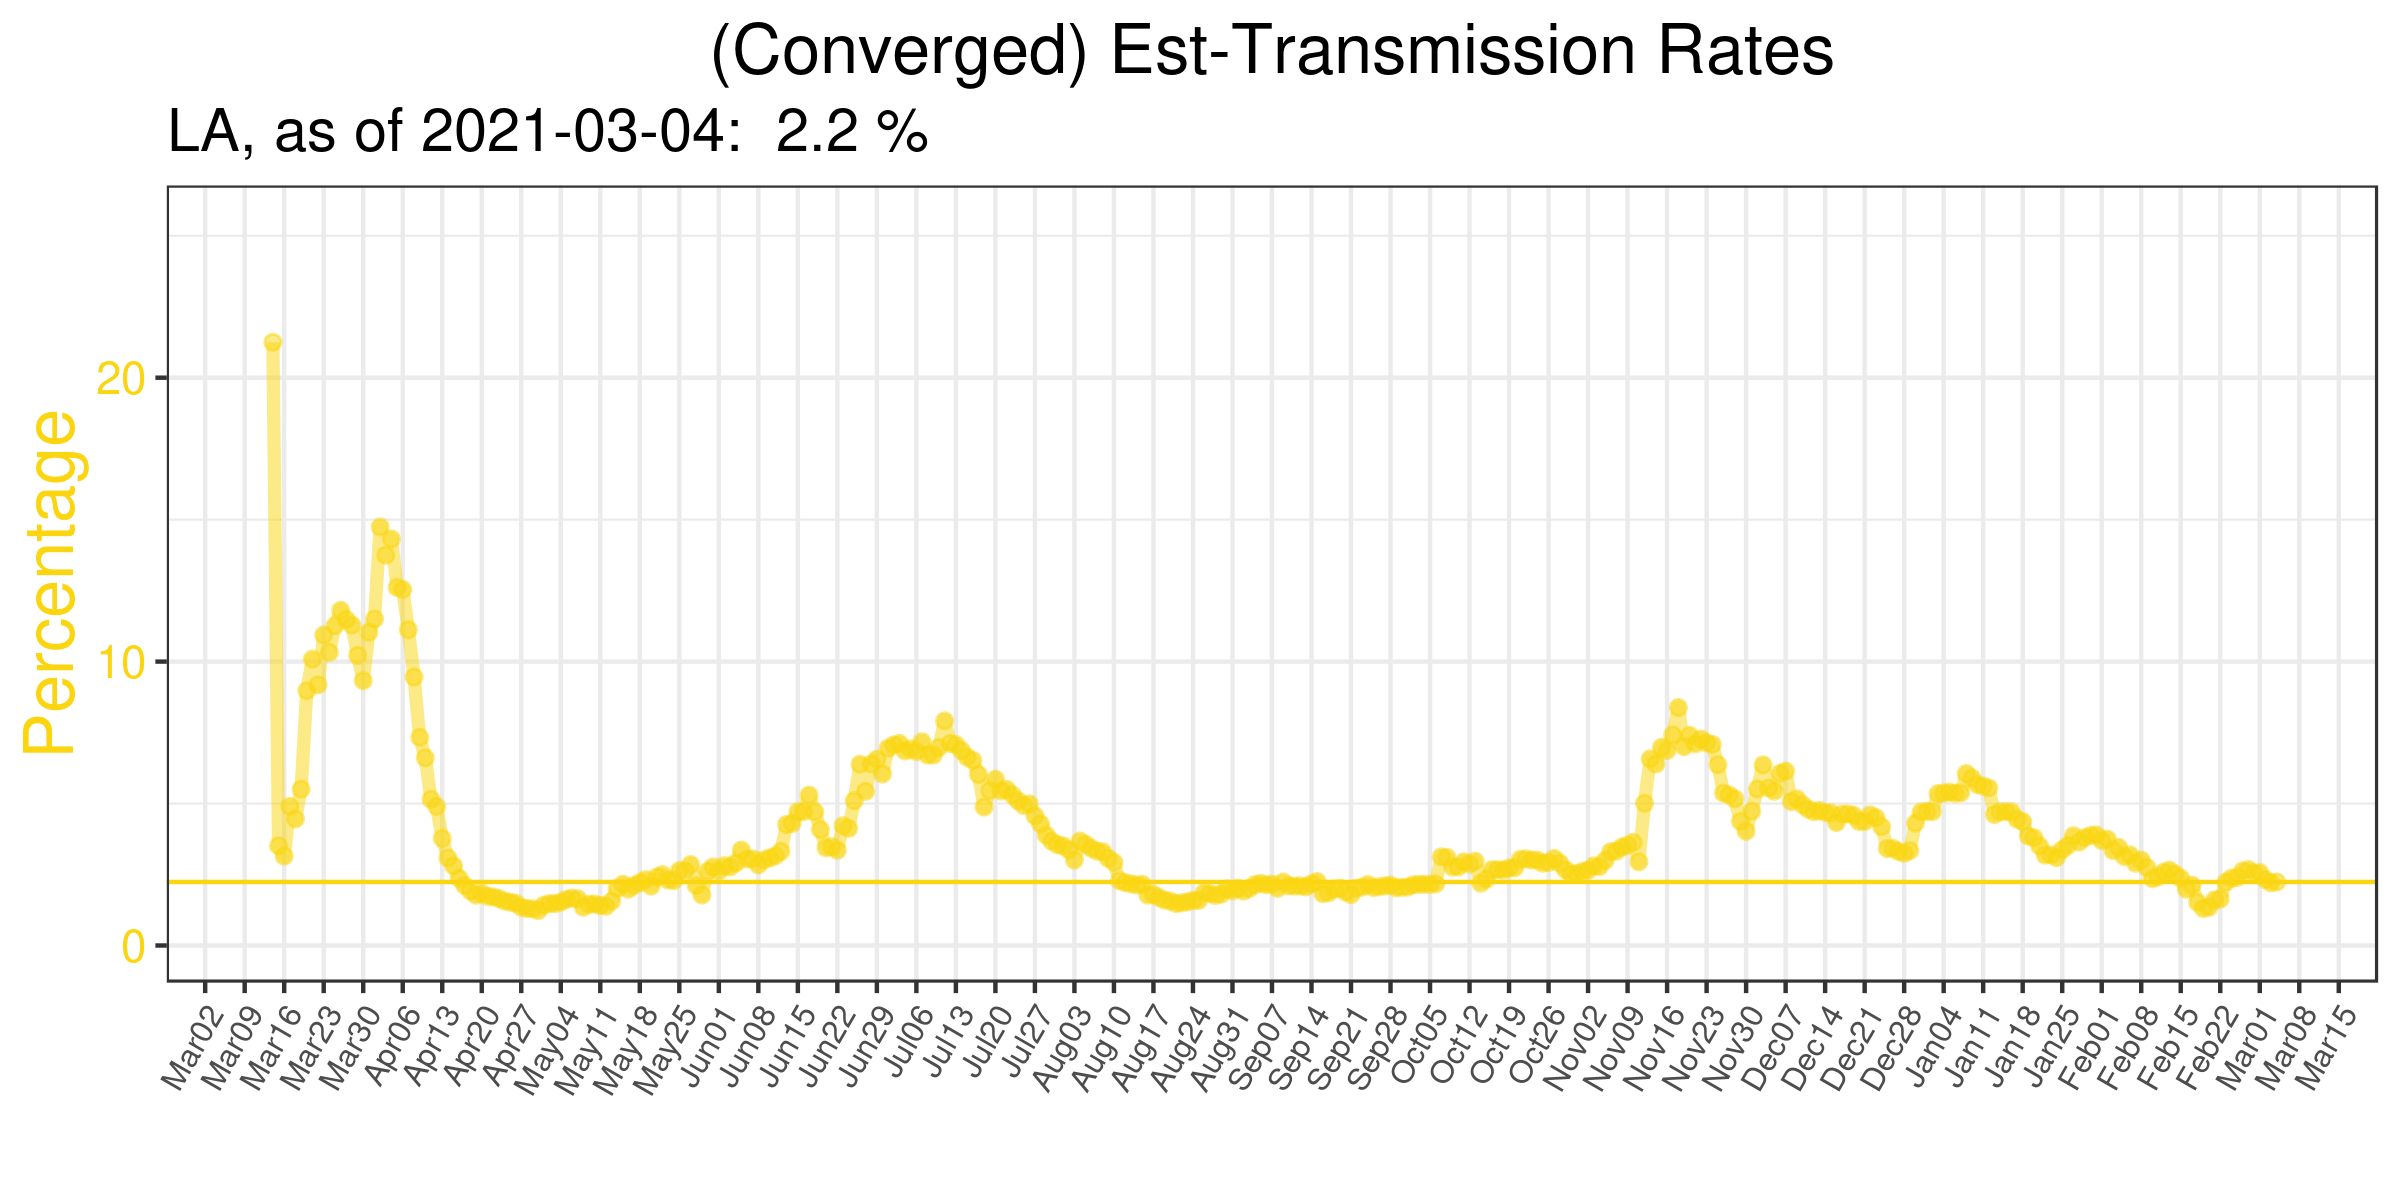 (Converged) Est-Transmission Rates
LA, as of 2021-03-04:  2.2 %
Percentage
20
10
0
Mar02
Mar09
Mar16
Mar23
Mar30
Apr06
Apr13
Apr20
Apr27
May04
May11
May18
May25
Jun01
Jun08
Jun15
Jun22
Jun29
Jul06
Jul13
Jul20
Jul27
Aug03
Aug10
Aug17
Aug24
Aug31
Sep07
Sep14
Sep21
Sep28
Oct05
Oct12
Oct19
Oct26
Nov02
Nov09
Nov16
Nov23
Nov30
Dec07
Dec14
Dec21
Dec28
Jan04
Jan11
Jan18
Jan25
Feb01
Feb08
Feb15
Feb22
Mar01
Mar08
Mar15